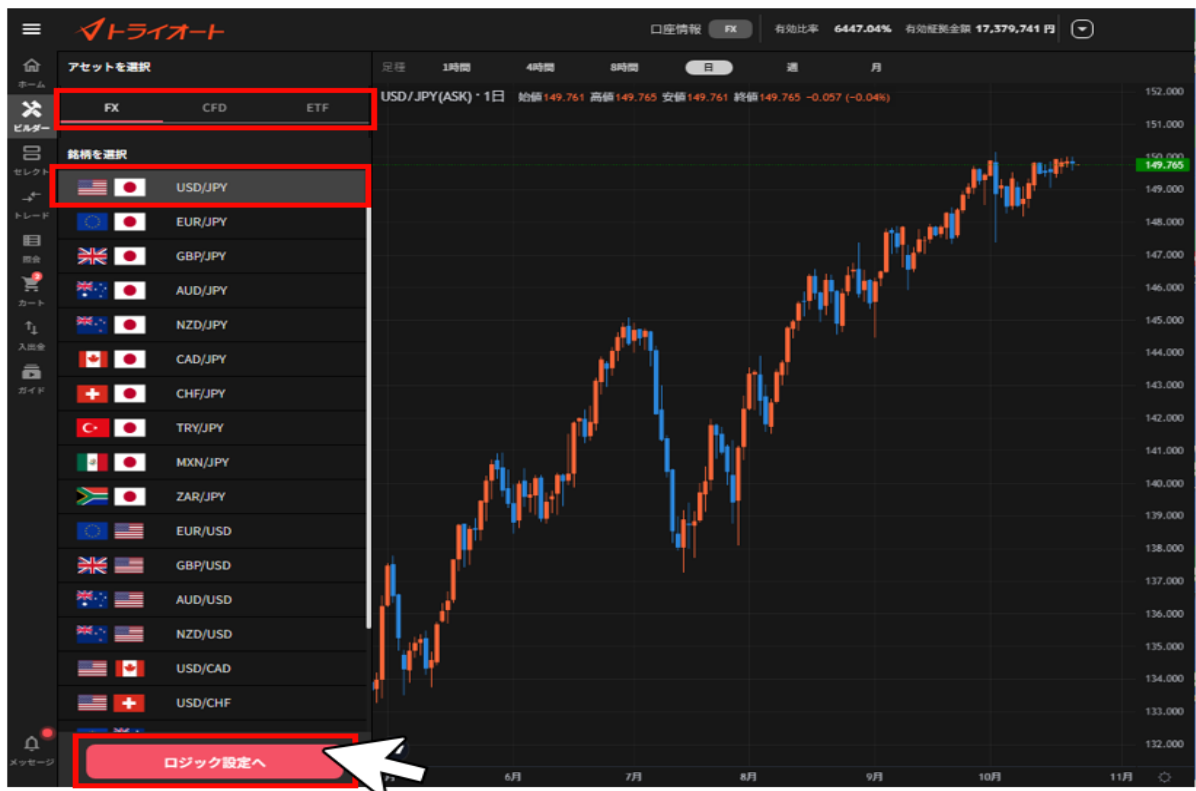 トライオート
口座情報 FX 有効比率 6447.04% 有効証拠金額 17,379,741 円
ホーム
ビルダー
セレクト
トレード
照会
3
カート
入出金
ガイド
メッセージ
アセットを選択
FX CFD ETF
銘柄を選択
USD/JPY
EUR/JPY
GBP/JPY
AUD/JPY
NZD/JPY
CAD/JPY
CHF/JPY
TRY/JPY
MXN/JPY
ZAR/JPY
EUR/USD
GBP/USD
AUD/USD
NZD/USD
USD/CAD
USD/CHF
ロジック設定へ
足種 1時間 4時間 8時間 日 週 月
USD/JPY(ASK)・1日 始値149.761 高値149.765 安値149.761 終値149.765 −0.057 (−0.04%)
152.000
151.000
150.000
149.765
149.000
148.000
147.000
146.000
145.000
144.000
143.000
142.000
141.000
140.000
139.000
138.000
137.000
136.000
135.000
134.000
133.000
132.000
6月 7月 8月 9月 10月 11月